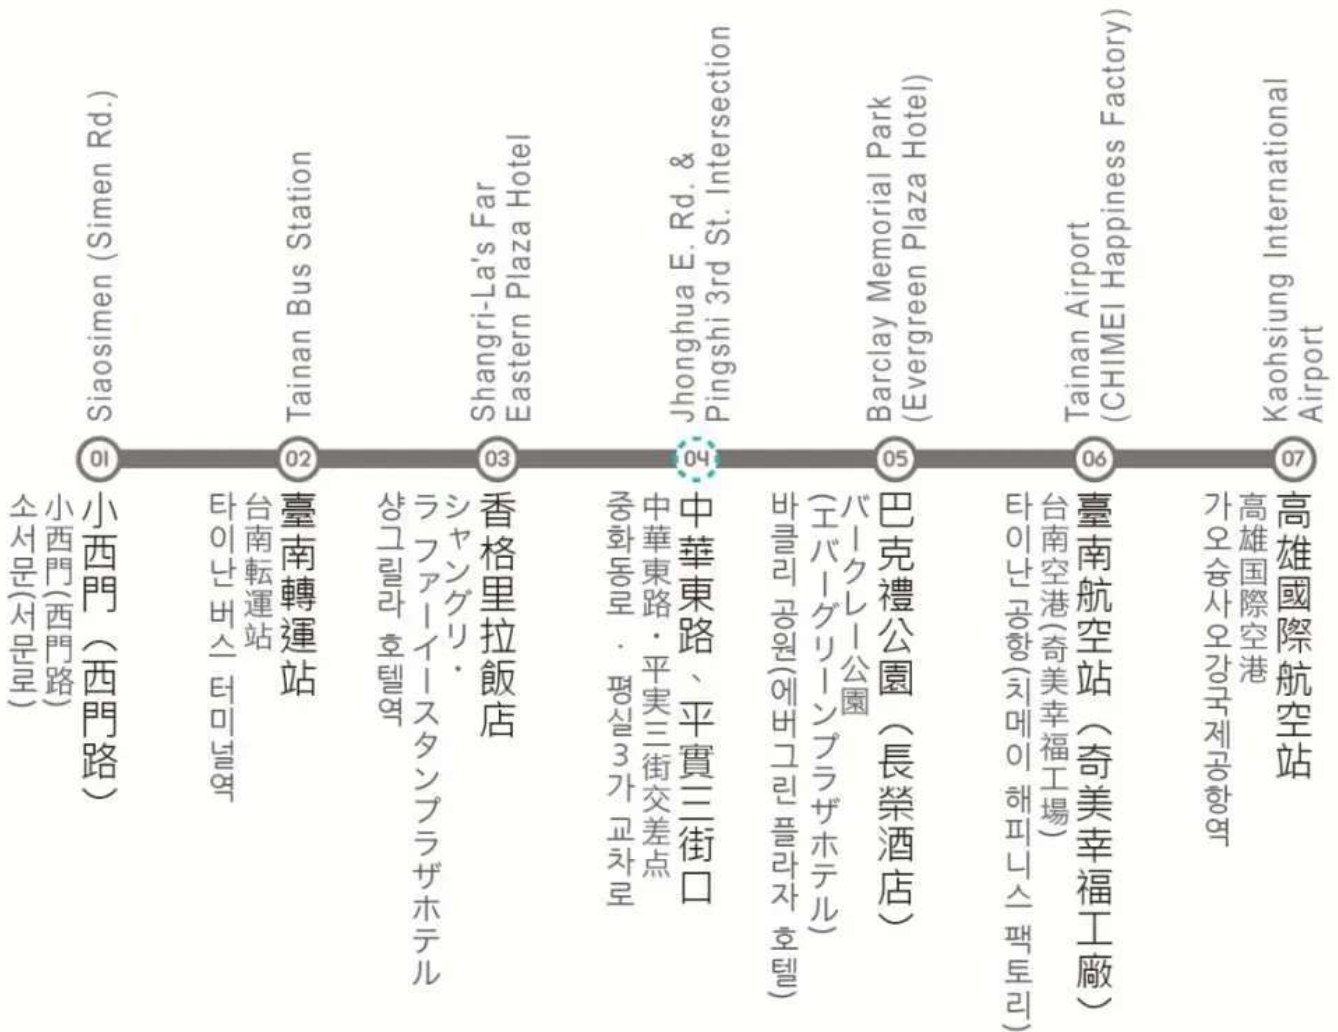 Siaosimen (Simen Rd.)
01
小西門（西門路）
小西門(西門路)
소서문(서문로)
Tainan Bus Station
02
臺南轉運站
台南転運站
타이난 버스 터미널역
Shangri-La's Far
Eastern Plaza Hotel
03
香格里拉飯店
シャングリ・
ラ ファーイースタンプラザホテル
샹그릴라 호텔역
Jhonghua E. Rd. &
Pingshi 3rd St. Intersection
04
中華東路、平實三街口
中華東路・平実三街交差点
중화동로 · 평실3가 교차로
Barclay Memorial Park
(Evergreen Plaza Hotel)
05
巴克禮公園（長榮酒店）
バークレー公園
(エバーグリーンプラザホテル)
바클리 공원(에버그린 플라자 호텔)
Tainan Airport
(CHIMEI Happiness Factory)
06
臺南航空站（奇美幸福工廠）
台南空港(奇美幸福工場)
타이난 공항(치메이 해피니스 팩토리)
Kaohsiung International
Airport
07
高雄國際航空站
高雄国際空港
가오슝사오강국제공항역